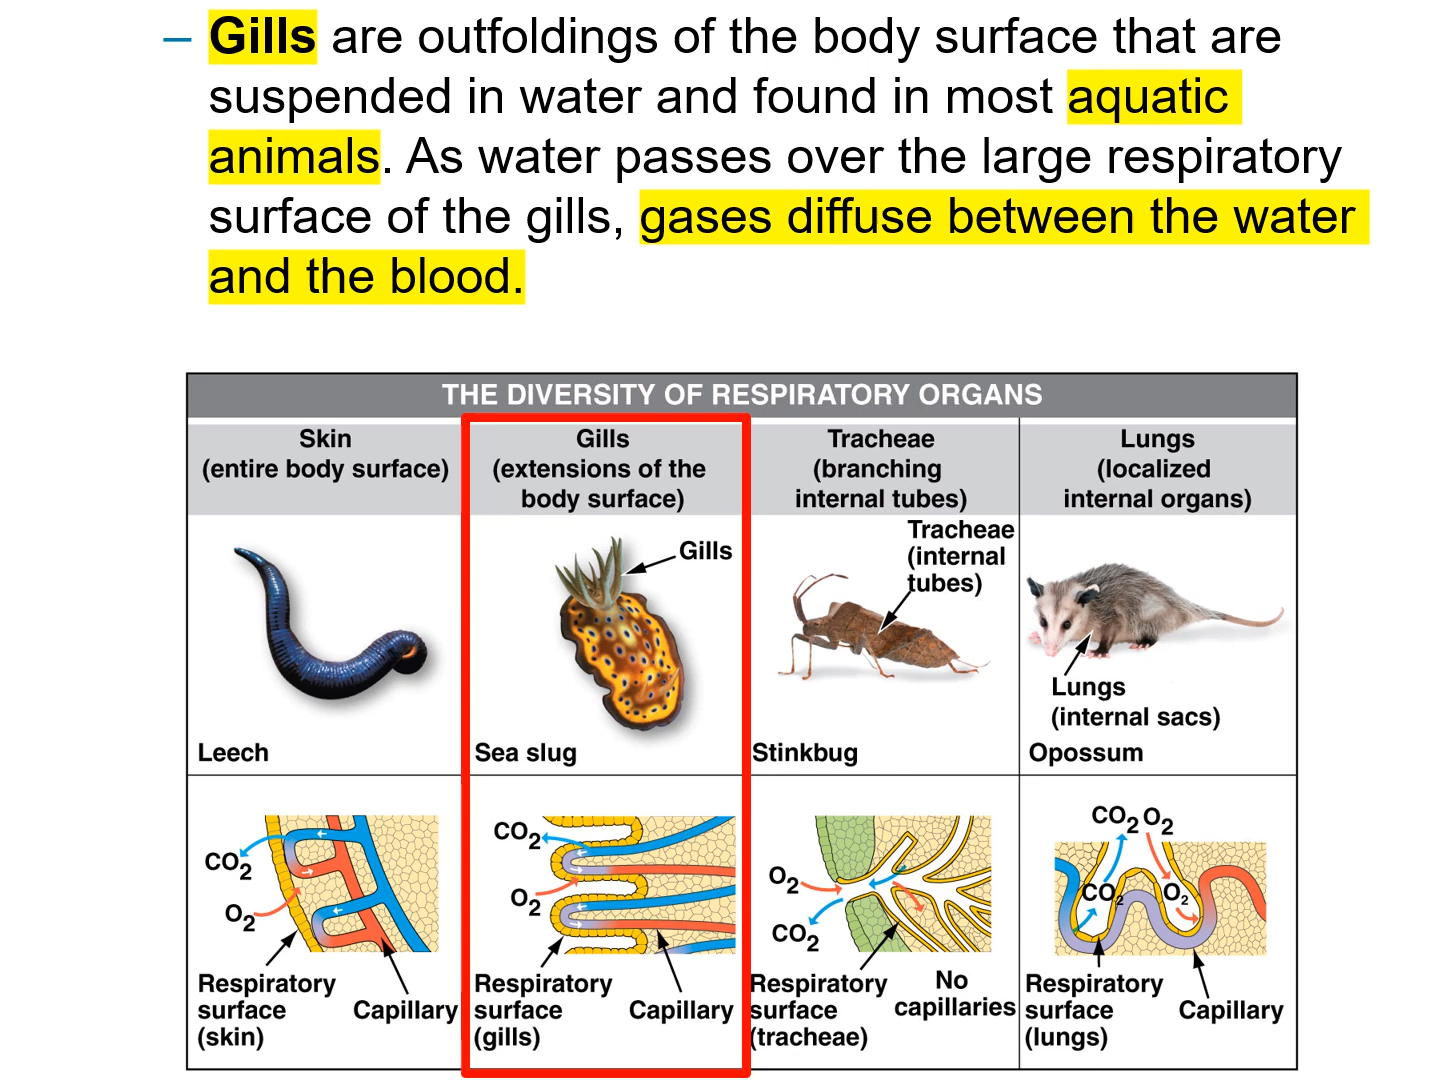 – Gills are outfoldings of the body surface that are
suspended in water and found in most aquatic
animals. As water passes over the large respiratory
surface of the gills, gases diffuse between the water
and the blood.
THE DIVERSITY OF RESPIRATORY ORGANS
Skin
(entire body surface)
Gills
(extensions of the
body surface)
Tracheae
(branching
internal tubes)
Lungs
(localized
internal organs)
Leech
Gills
Sea slug
Tracheae
(internal
tubes)
Stinkbug
Lungs
(internal sacs)
Opossum
CO2
O2
Respiratory
surface
(skin)
Capillary
CO2
O2
Respiratory
surface
(gills)
Capillary
O2
CO2
Respiratory
surface
(tracheae)
No
capillaries
CO2 O2
CO2 O2
Respiratory
surface
(lungs)
Capillary